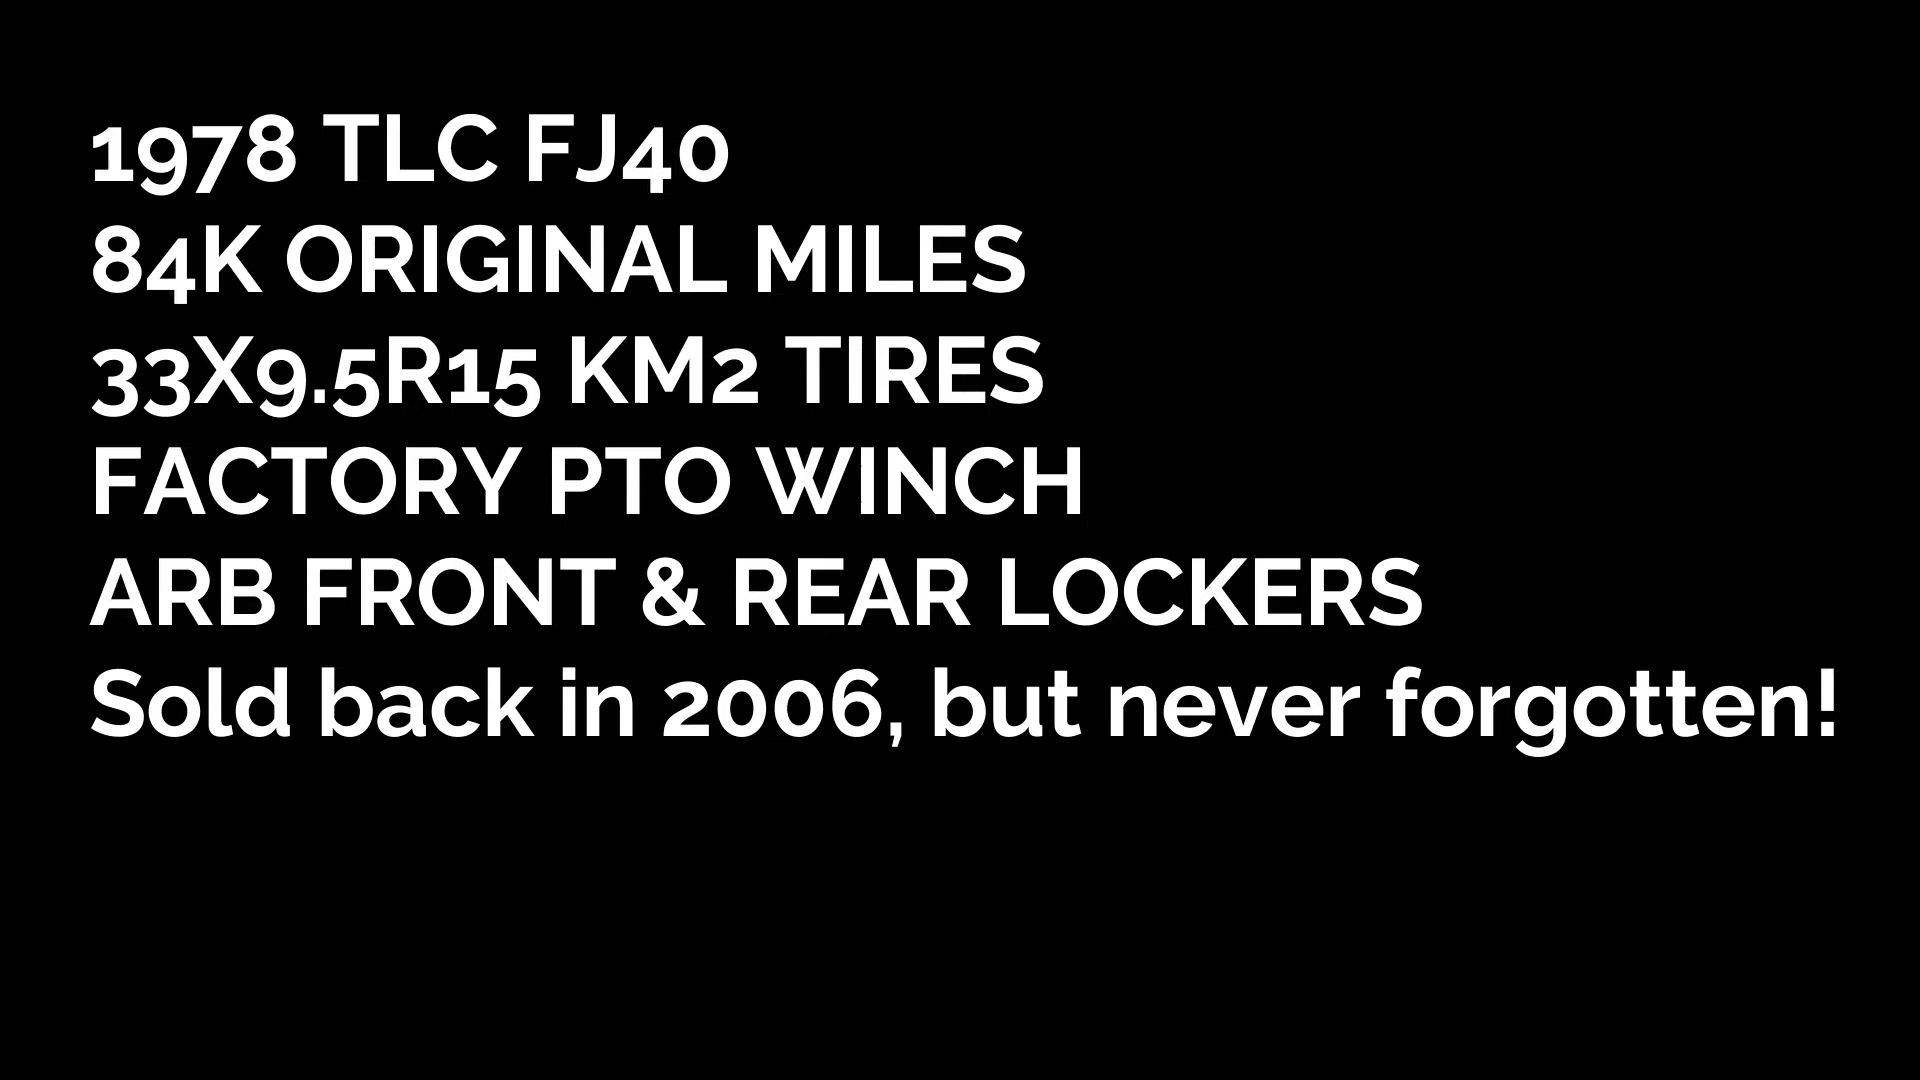 1978 TLC FJ40
84K ORIGINAL MILES
33X9.5R15 KM2 TIRES
FACTORY PTO WINCH
ARB FRONT & REAR LOCKERS
Sold back in 2006, but never forgotten!